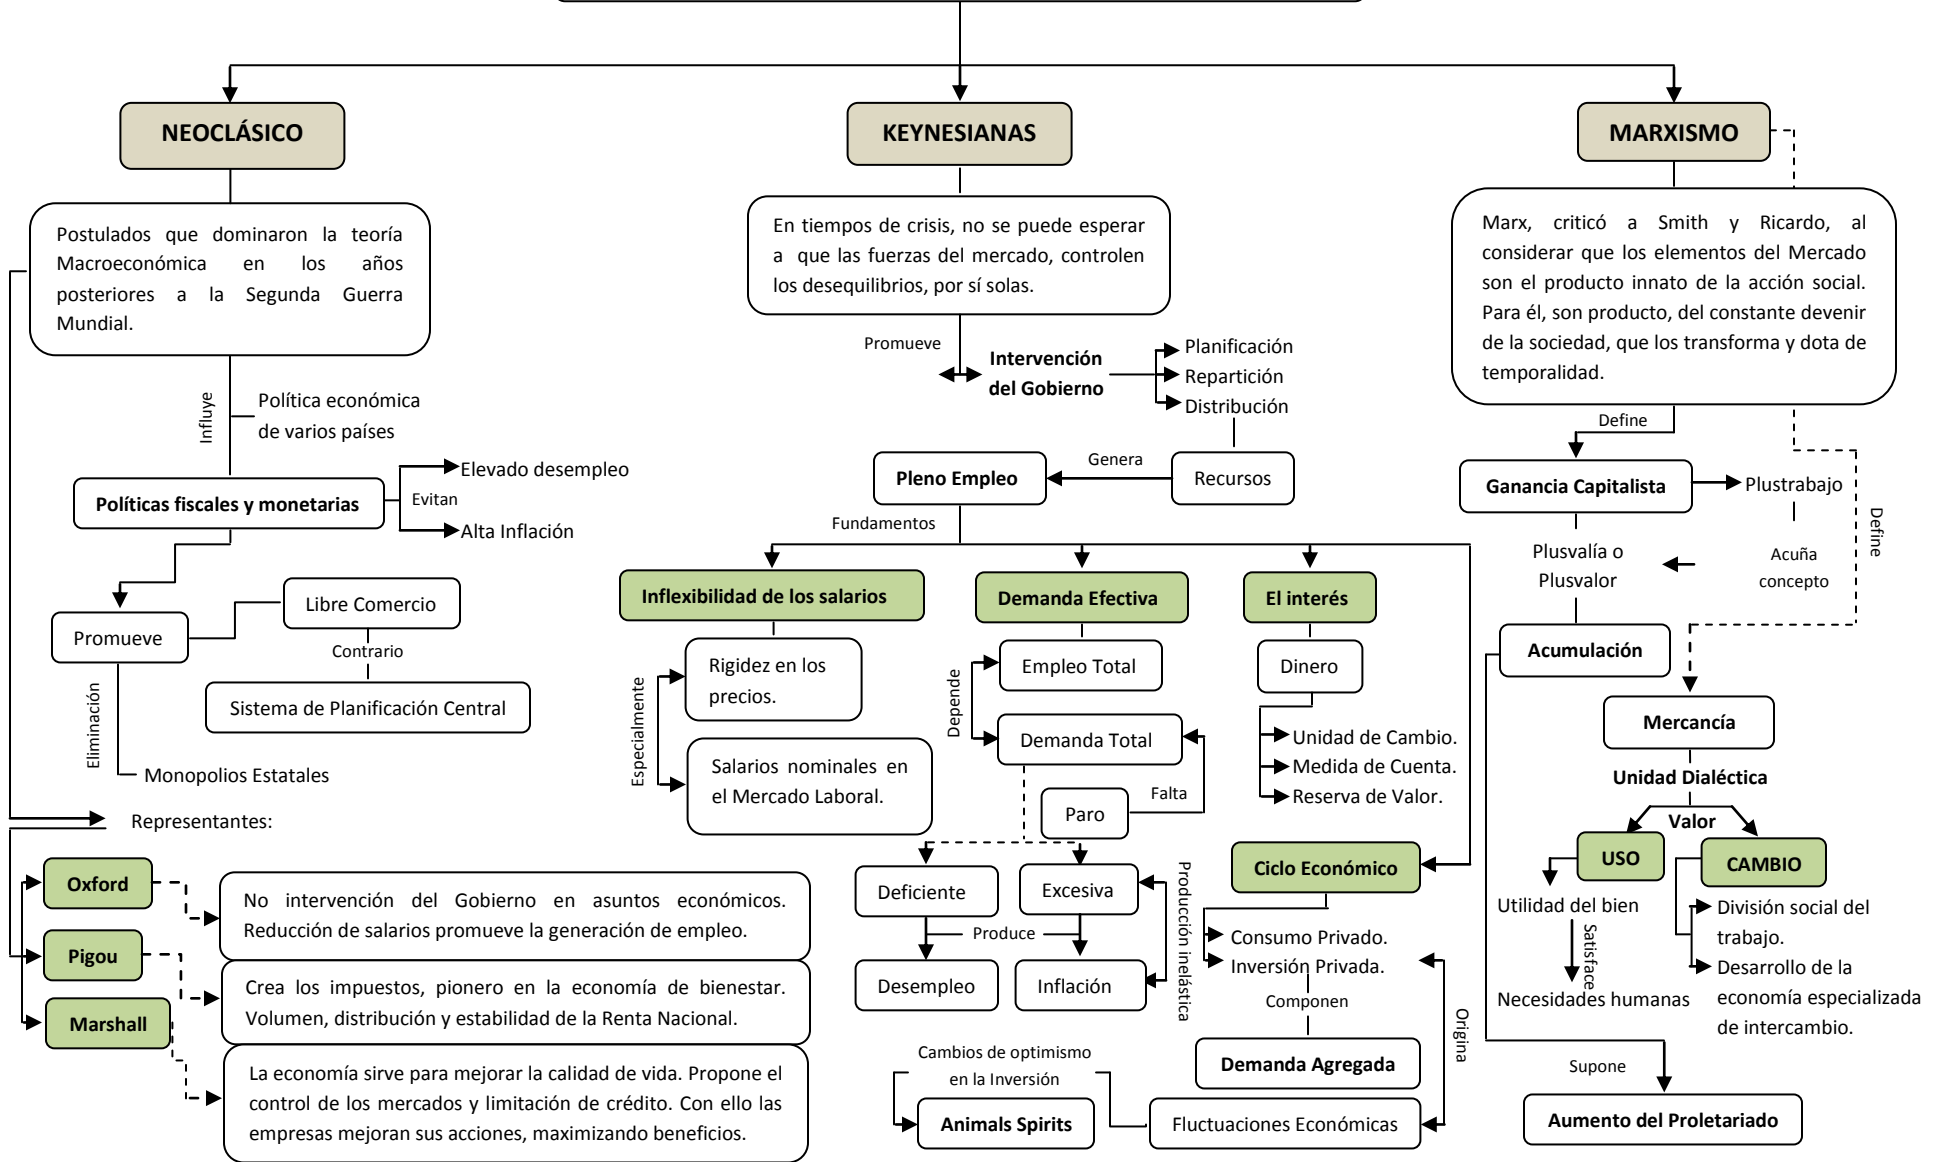 NEOCLÁSICO
Postulados que dominaron la teoría
Macroeconómica en los años
posteriores a la Segunda Guerra
Mundial.
Influye
Política económica
de varios países
Políticas fiscales y monetarias
Evitan
Elevado desempleo
Alta Inflación
Promueve
Libre Comercio
Contrario
Sistema de Planificación Central
Eliminación
Monopolios Estatales
Representantes:
Oxford
No intervención del Gobierno en asuntos económicos.
Reducción de salarios promueve la generación de empleo.
Pigou
Crea los impuestos, pionero en la economía de bienestar.
Volumen, distribución y estabilidad de la Renta Nacional.
Marshall
La economía sirve para mejorar la calidad de vida. Propone el
control de los mercados y limitación de crédito. Con ello las
empresas mejoran sus acciones, maximizando beneficios.
KEYNESIANAS
En tiempos de crisis, no se puede esperar
a que las fuerzas del mercado, controlen
los desequilibrios, por sí solas.
Promueve
Intervención
del Gobierno
Planificación
Repartición
Distribución
Recursos
Genera
Pleno Empleo
Fundamentos
Inflexibilidad de los salarios
Especialmente
Rigidez en los
precios.
Salarios nominales en
el Mercado Laboral.
Demanda Efectiva
Depende
Empleo Total
Demanda Total
Falta
Paro
Deficiente
Excesiva
Produce
Desempleo
Inflación
Producción inelástica
El interés
Dinero
Unidad de Cambio.
Medida de Cuenta.
Reserva de Valor.
Ciclo Económico
Consumo Privado.
Inversión Privada.
Componen
Demanda Agregada
Origina
Fluctuaciones Económicas
Cambios de optimismo
en la Inversión
Animals Spirits
MARXISMO
Marx, criticó a Smith y Ricardo, al
considerar que los elementos del Mercado
son el producto innato de la acción social.
Para él, son producto, del constante devenir
de la sociedad, que los transforma y dota de
temporalidad.
Define
Ganancia Capitalista
Plustrabajo
Acuña
concepto
Plusvalía o
Plusvalor
Acumulación
Define
Mercancía
Unidad Dialéctica
Valor
USO
CAMBIO
Utilidad del bien
Satisface
Necesidades humanas
División social del
trabajo.
Desarrollo de la
economía especializada
de intercambio.
Supone
Aumento del Proletariado